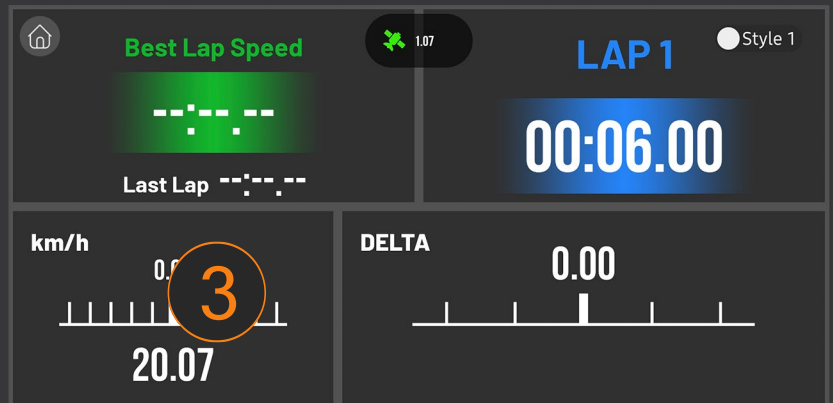 Best Lap Speed
--:--.--
Last Lap --:--.--
1.07
LAP 1
Style 1
00:06.00
km/h
3
20.07
DELTA
0.00